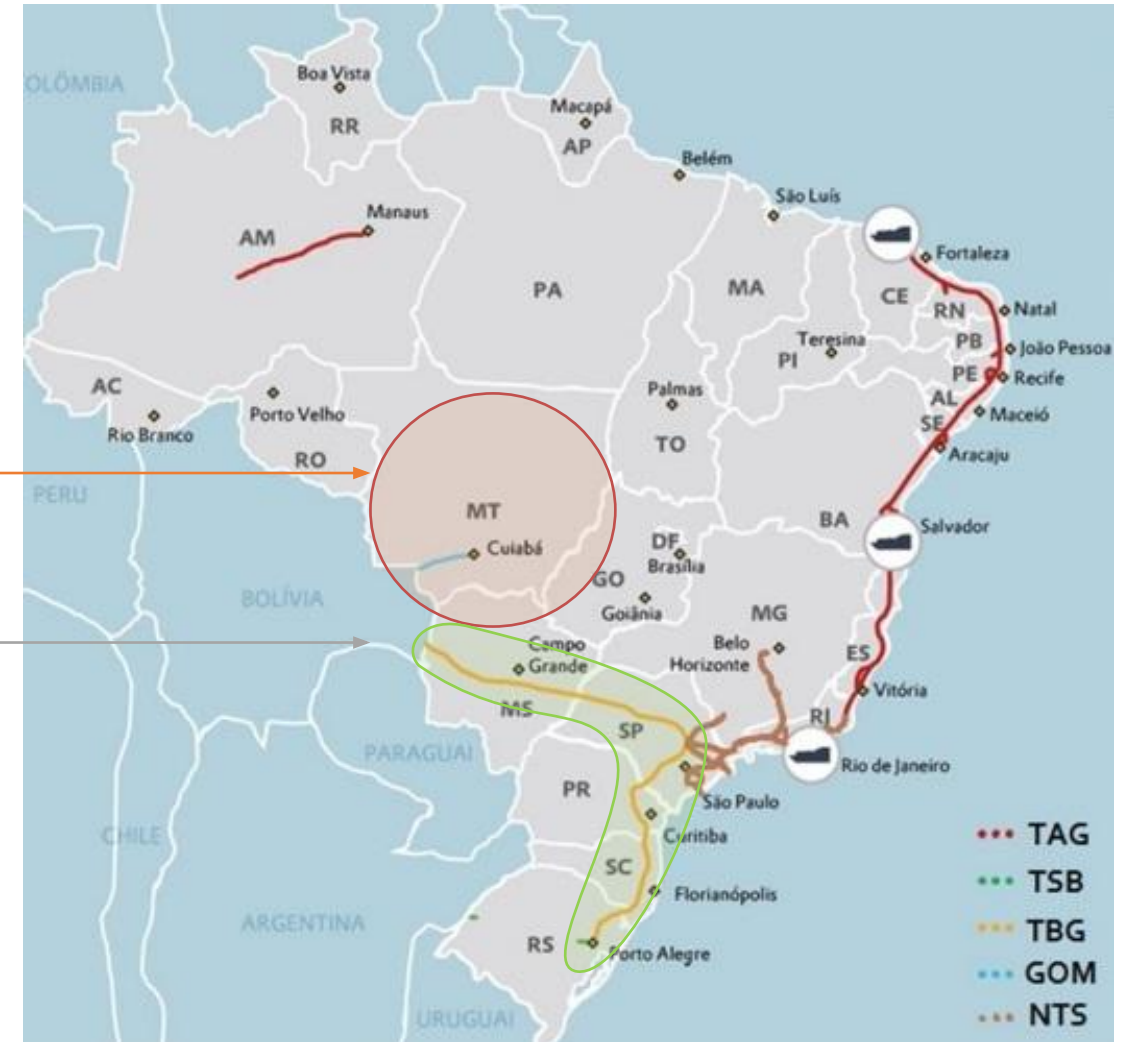 OLÔMBIA
Boa Vista
RR
Macapá
AP
Belém
São Luís
Manaus
AM
Fortaleza
PA
MA
CE
RN
Natal
Teresina
PI
PB
João Pessoa
PE
Recife
AC
Palmas
AL
Maceió
Porto Velho
SE
Rio Branco
TO
Aracaju
RO
PERU
MT
BA
Salvador
Cuiabá
DF
Brasília
GO
BOLÍVIA
Goiânia
MG
Campo
Grande
Belo
Horizonte
ES
Vitória
MS
SP
RJ
PARAGUAI
Rio de Janeiro
PR
São Paulo
CHILE
Curitiba
TAG
SC
TSB
Florianópolis
ARGENTINA
TBG
RS
Porto Alegre
GOM
URUGUAI
NTS